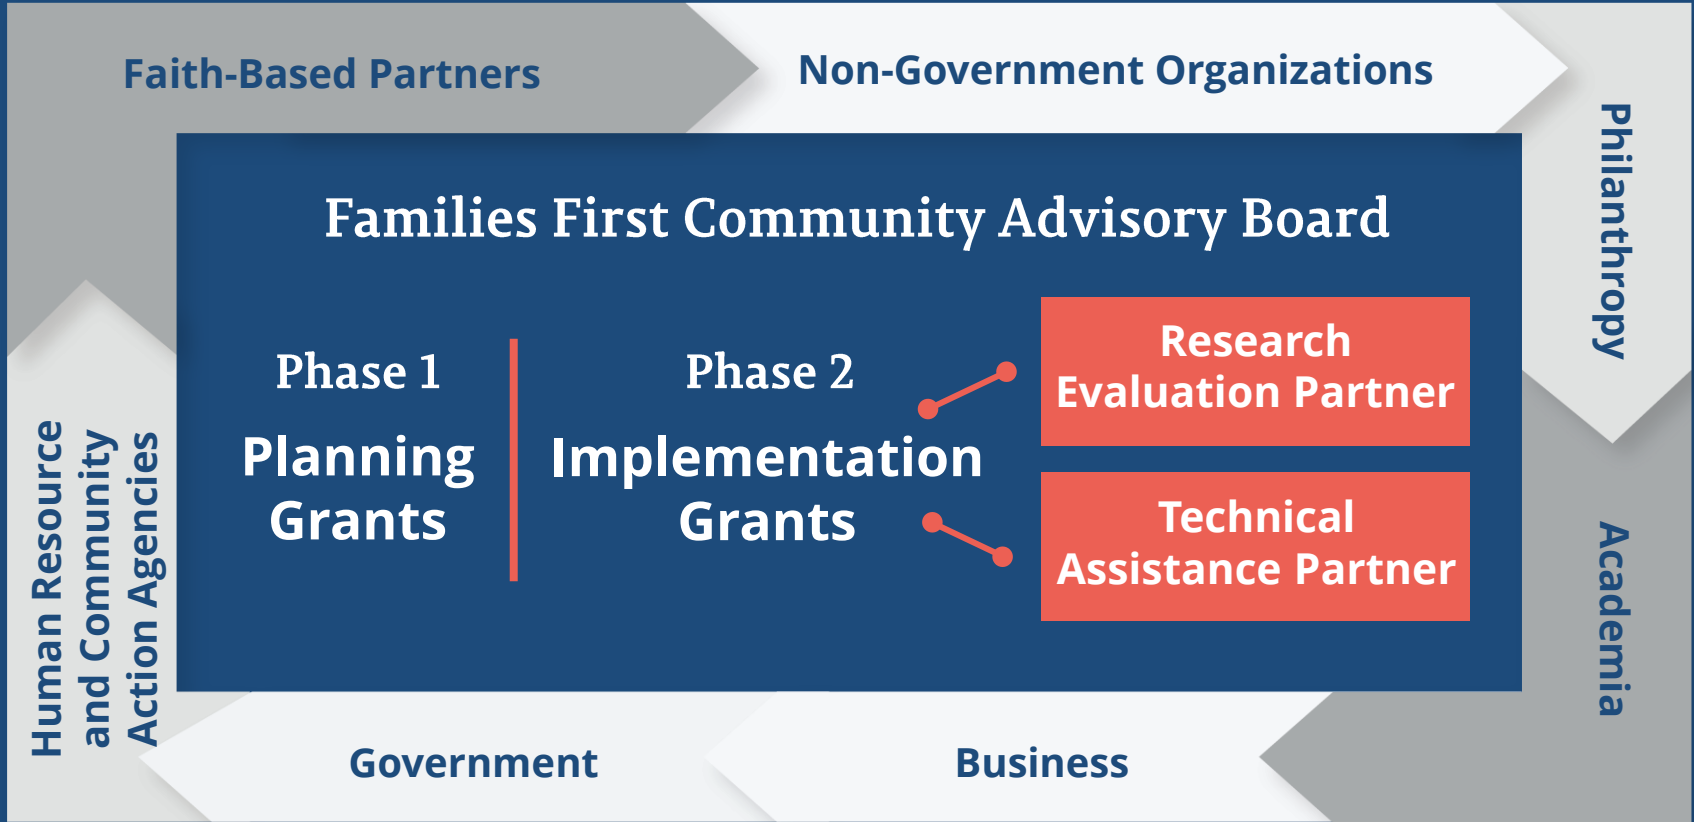 Faith-Based Partners
Non-Government Organizations
Philanthropy
Academia
Business
Government
Human Resource
and Community
Action Agencies
Families First Community Advisory Board
Phase 1
Planning
Grants
Phase 2
Implementation
Grants
Research
Evaluation Partner
Technical
Assistance Partner